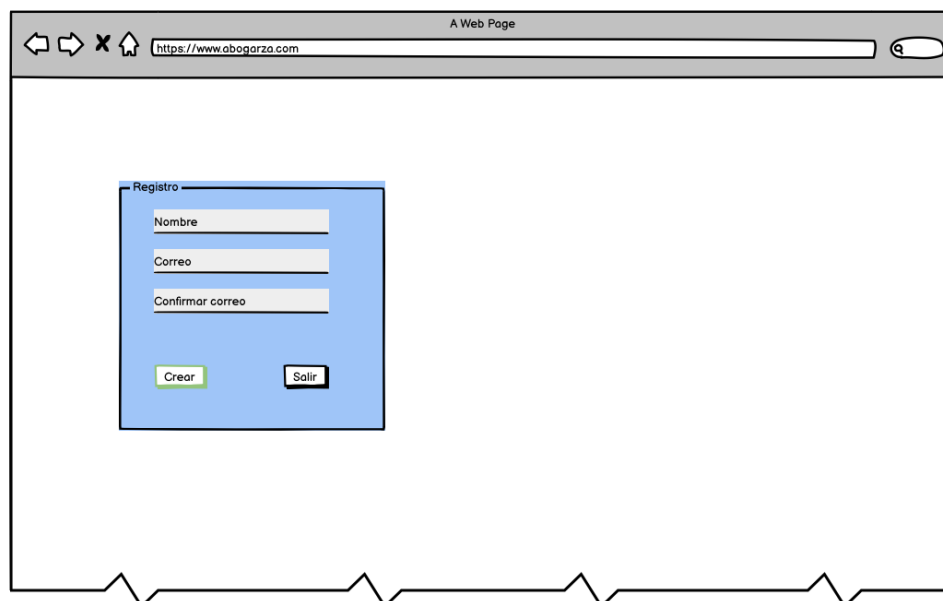 A Web Page
https://www.abogarza.com
Registro
Nombre
Correo
Confirmar correo
Crear
Salir